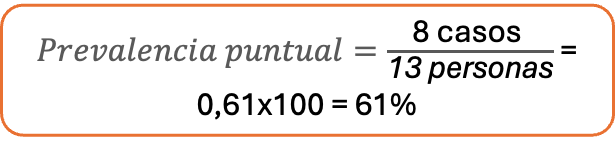 Prevalencia puntual = 8 casos / 13 personas =
0,61x100 = 61%